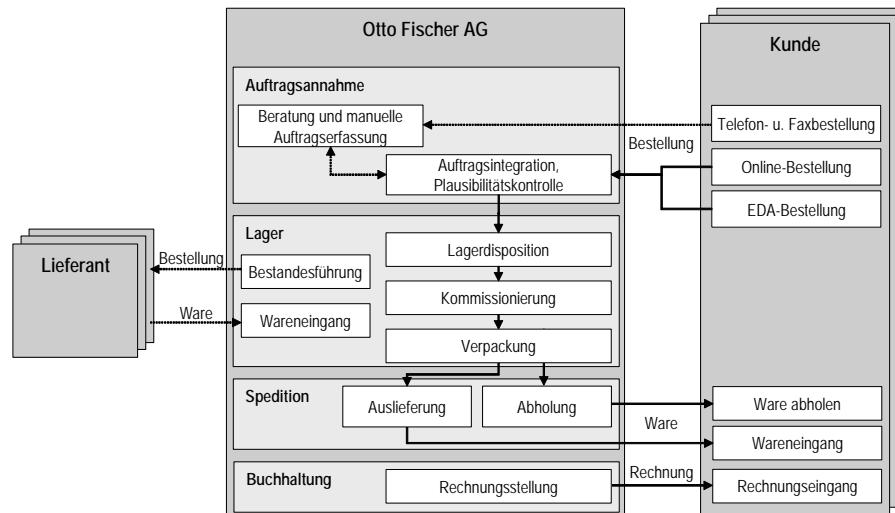 Otto Fischer AG
Kunde
Auftragsannahme
Beratung und manuelle
Auftragserfassung
Telefon- u. Faxbestellung
Bestellung
Auftragsintegration,
Plausibilitätskontrolle
Online-Bestellung
EDA-Bestellung
Lager
Lagerdisposition
Lieferant
Bestellung
Bestandesführung
Kommissionierung
Ware
Wareneingang
Verpackung
Spedition
Auslieferung
Abholung
Ware abholen
Ware
Wareneingang
Buchhaltung
Rechnungsstellung
Rechnung
Rechnungseingang